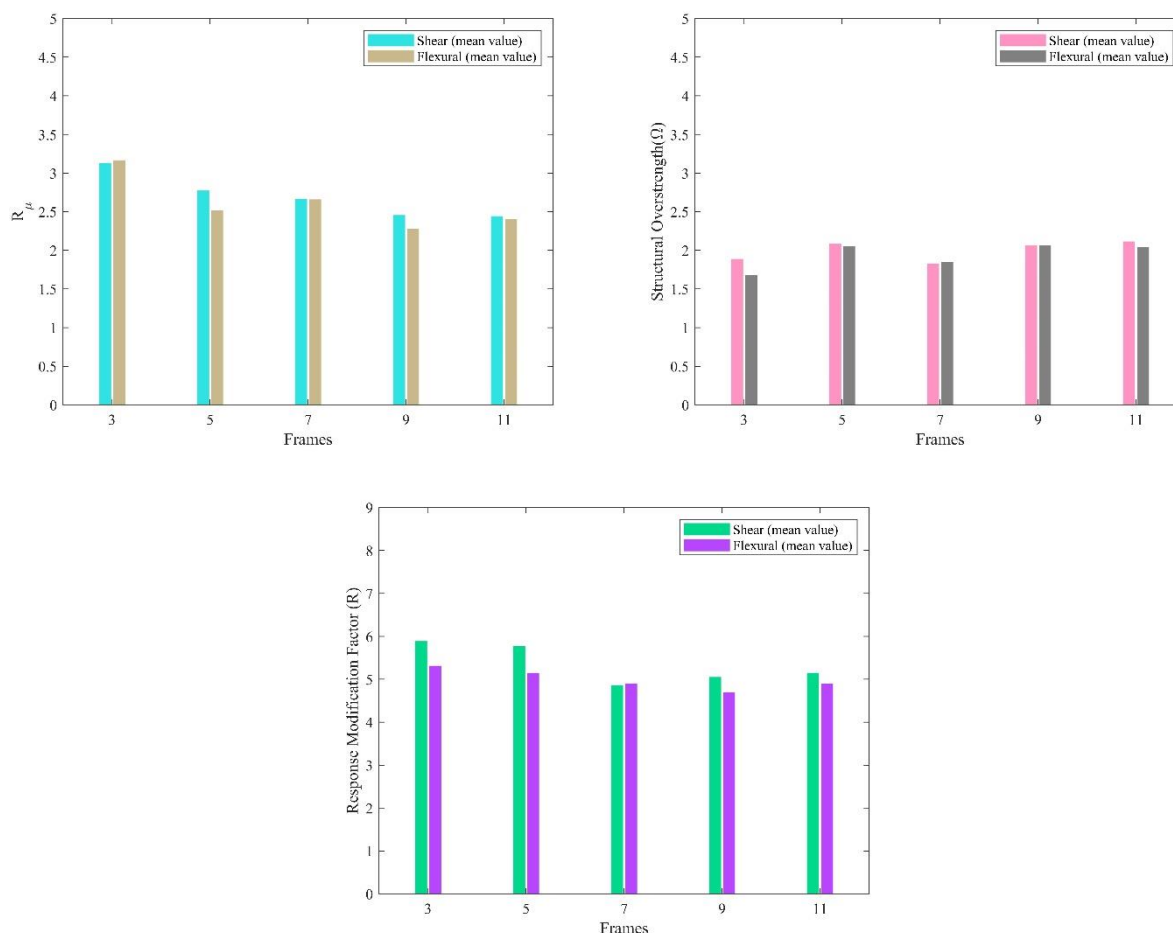 5
4.5
4
3.5
3
2.5
2
1.5
1
0.5
0
R μ
Shear (mean value)
Flexural (mean value)
3 5 7 9 11
Frames
5
4.5
4
3.5
3
2.5
2
1.5
1
0.5
0
Structural Overstrength(Ω)
Shear (mean value)
Flexural (mean value)
3 5 7 9 11
Frames
9
8
7
6
5
4
3
2
1
0
Response Modification Factor (R)
Shear (mean value)
Flexural (mean value)
3 5 7 9 11
Frames